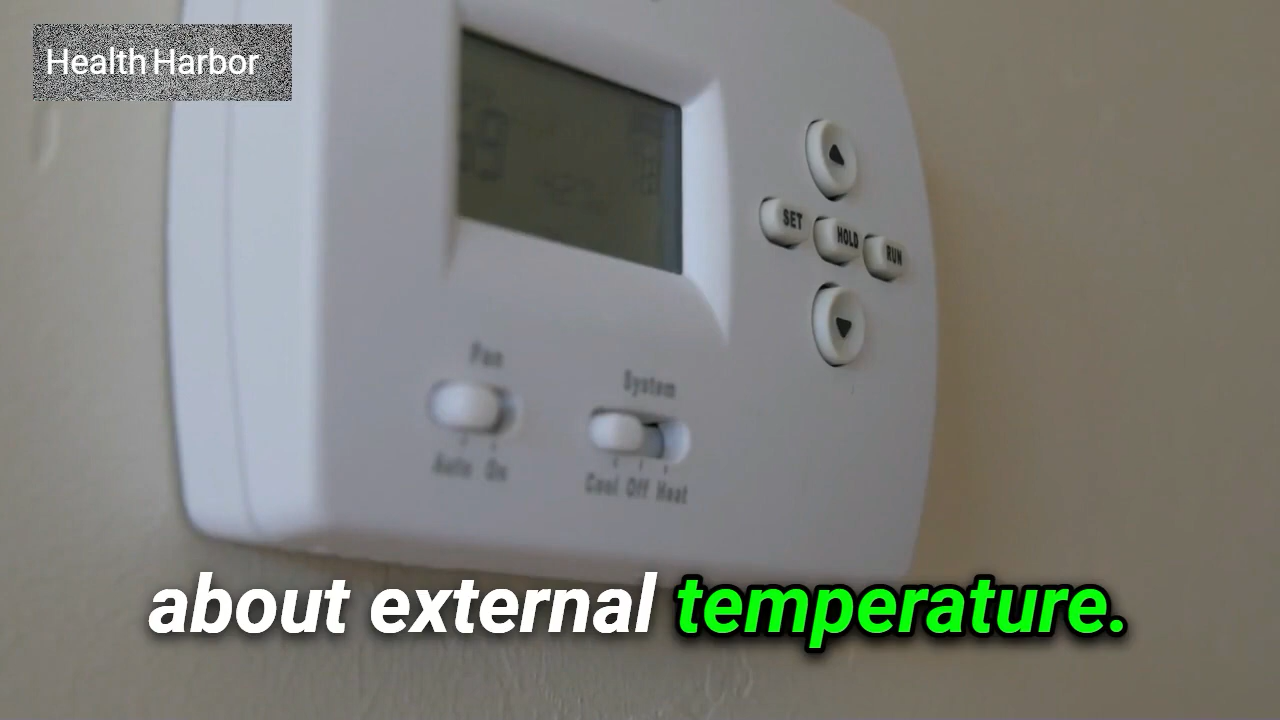 Health Harbor
SET
HOLD
RUN
Fan
System
Auto On
Cool Off Heat
about external temperature.